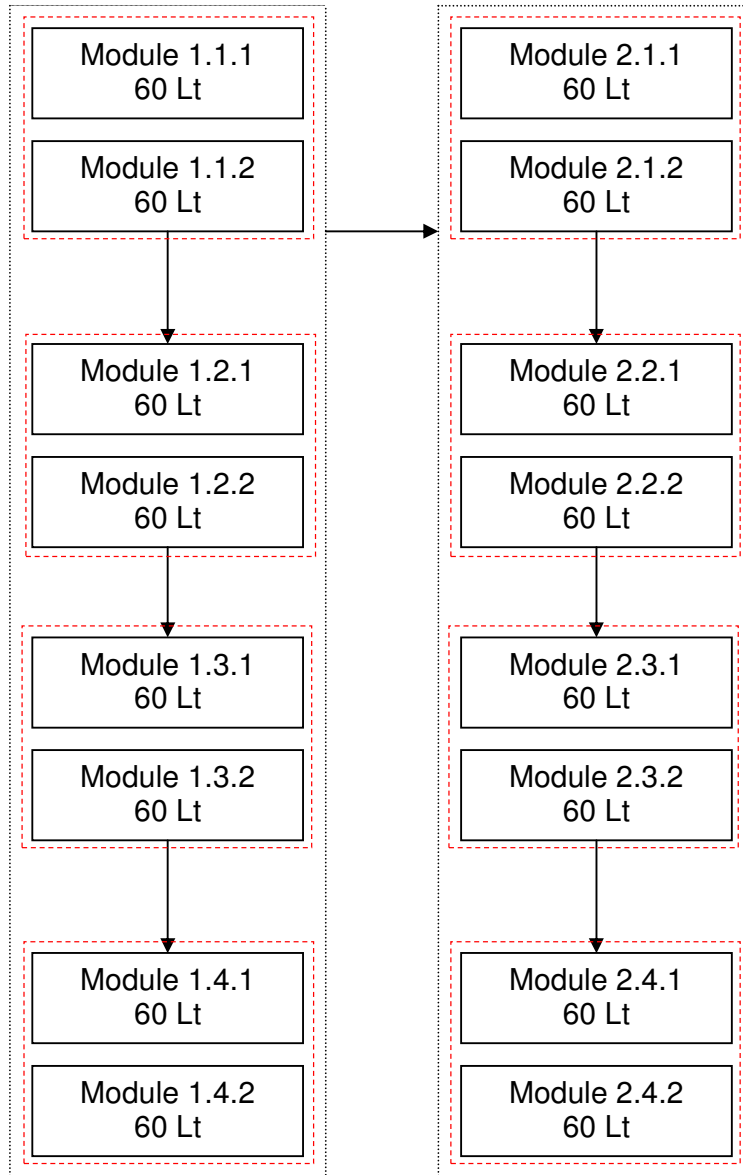 Module 1.1.1
60 Lt
Module 1.1.2
60 Lt
Module 1.2.1
60 Lt
Module 1.2.2
60 Lt
Module 1.3.1
60 Lt
Module 1.3.2
60 Lt
Module 1.4.1
60 Lt
Module 1.4.2
60 Lt
Module 2.1.1
60 Lt
Module 2.1.2
60 Lt
Module 2.2.1
60 Lt
Module 2.2.2
60 Lt
Module 2.3.1
60 Lt
Module 2.3.2
60 Lt
Module 2.4.1
60 Lt
Module 2.4.2
60 Lt